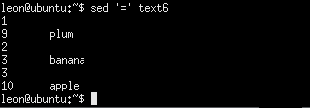 leon@ubuntu:~$ sed '=' text6
1
9 plum
2
3 banana
3
10 apple
leon@ubuntu:~$